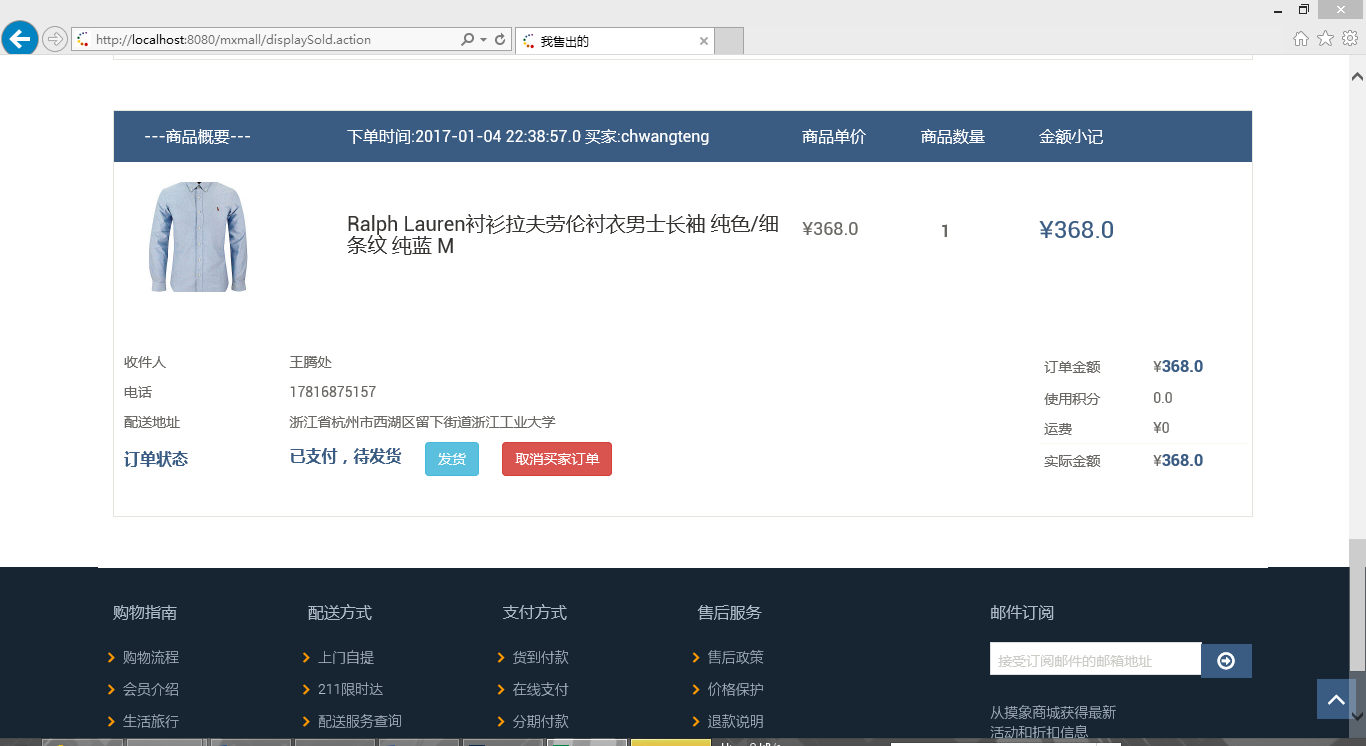 http://localhost:8080/mxmall/displaySold.action
我售出的
---商品概要---
下单时间:2017-01-04 22:38:57.0 买家:chwangteng
商品单价
商品数量
金额小记
Ralph Lauren衬衫拉夫劳伦衬衣男士长袖 纯色/细
条纹 纯蓝 M
¥368.0
1
¥368.0
收件人
王腾处
电话
17816875157
配送地址
浙江省杭州市西湖区留下街道浙江工业大学
订单状态
已支付，待发货
发货
取消买家订单
订单金额
¥368.0
使用积分
0.0
运费
¥0
实际金额
¥368.0
购物指南
购物流程
会员介绍
生活旅行
配送方式
上门自提
211限时达
配送服务查询
支付方式
货到付款
在线支付
分期付款
售后服务
售后政策
价格保护
退款说明
邮件订阅
接受订阅邮件的邮箱地址
从摸象商城获得最新
活动和折扣信息